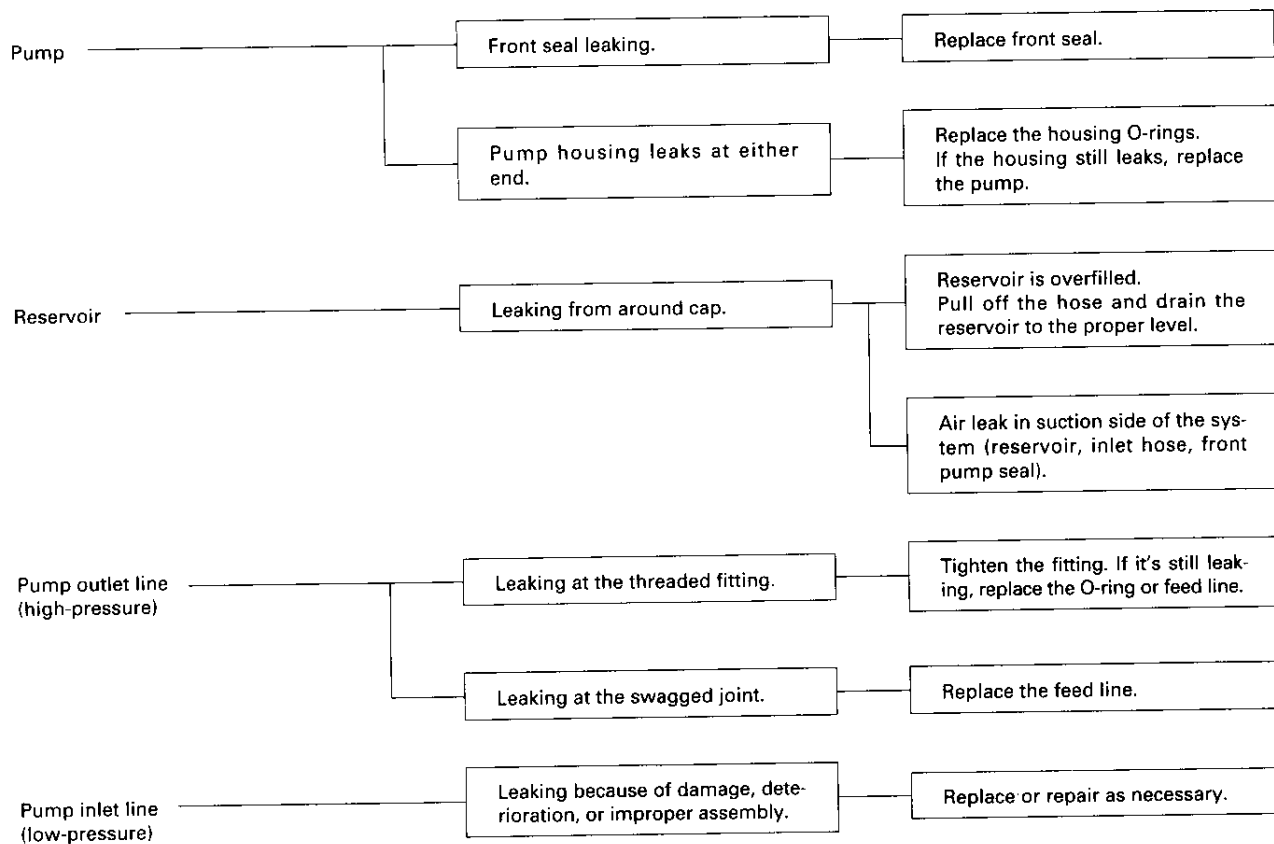 Pump
Front seal leaking.
Replace front seal.
Pump housing leaks at either
end.
Replace the housing O-rings.
If the housing still leaks, replace
the pump.
Reservoir
Leaking from around cap.
Reservoir is overfilled.
Pull off the hose and drain the
reservoir to the proper level.
Air leak in suction side of the sys-
tem (reservoir, inlet hose, front
pump seal).
Pump outlet line
(high-pressure)
Leaking at the threaded fitting.
Tighten the fitting. If it's still leak-
ing, replace the O-ring or feed line.
Leaking at the swagged joint.
Replace the feed line.
Pump inlet line
(low-pressure)
Leaking because of damage, dete-
rioration, or improper assembly.
Replace or repair as necessary.